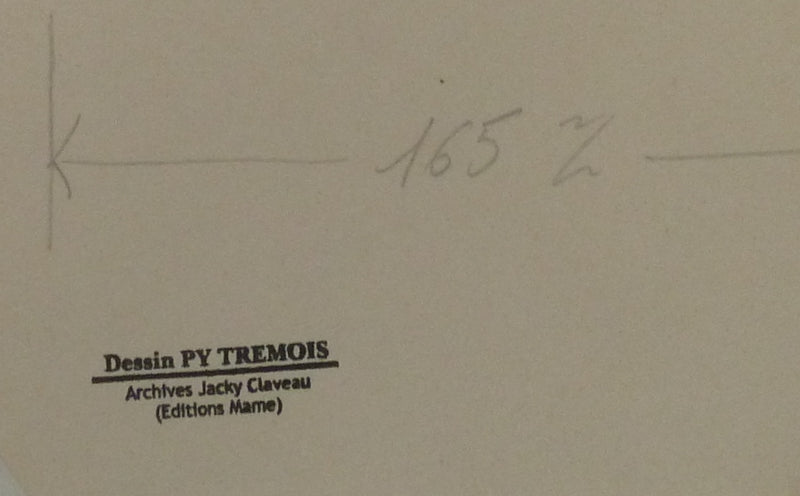 165 %
Dessin PY TREMOIS
Archives Jacky Claveau
(Editions Mame)